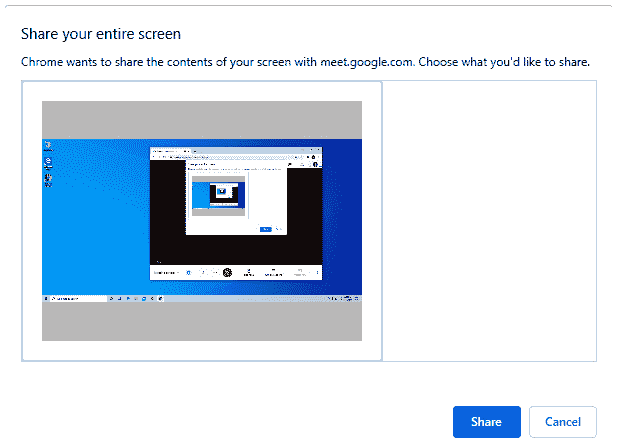 Share your entire screen
Chrome wants to share the contents of your screen with meet.google.com. Choose what you'd like to share.
Share
Cancel